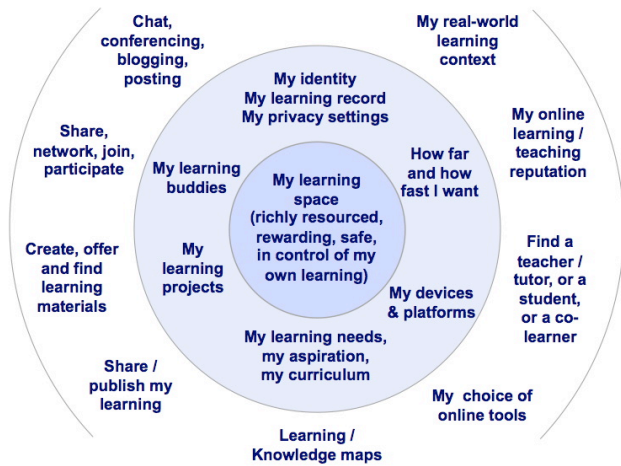 Chat,
conferencing,
blogging,
posting
My real-world
learning
context
My identity
My learning record
My privacy settings
Share,
network, join,
participate
My online
learning /
teaching
reputation
My learning
buddies
How far
and how
fast I want
My learning
space
(richly resourced,
rewarding, safe,
in control of my
own learning)
Create, offer
and find
learning
materials
My
learning
projects
Find a
teacher /
tutor, or a
student,
or a co-
learner
My devices
& platforms
My learning needs,
my aspiration,
my curriculum
Share /
publish my
learning
My choice of
online tools
Learning /
Knowledge maps